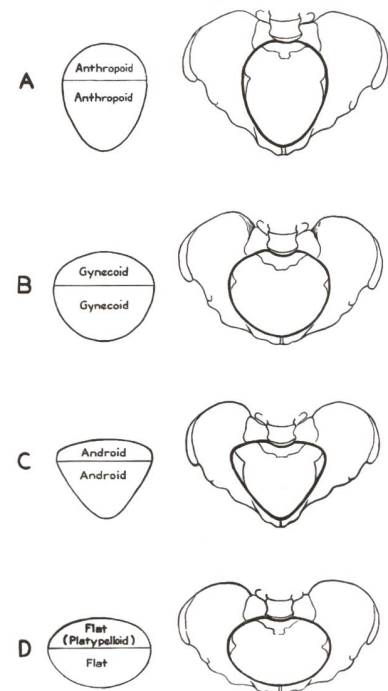 A
Anthropoid
Anthropoid
B
Gynecoid
Gynecoid
C
Android
Android
D
Flat
(Platypelloid)
Flat